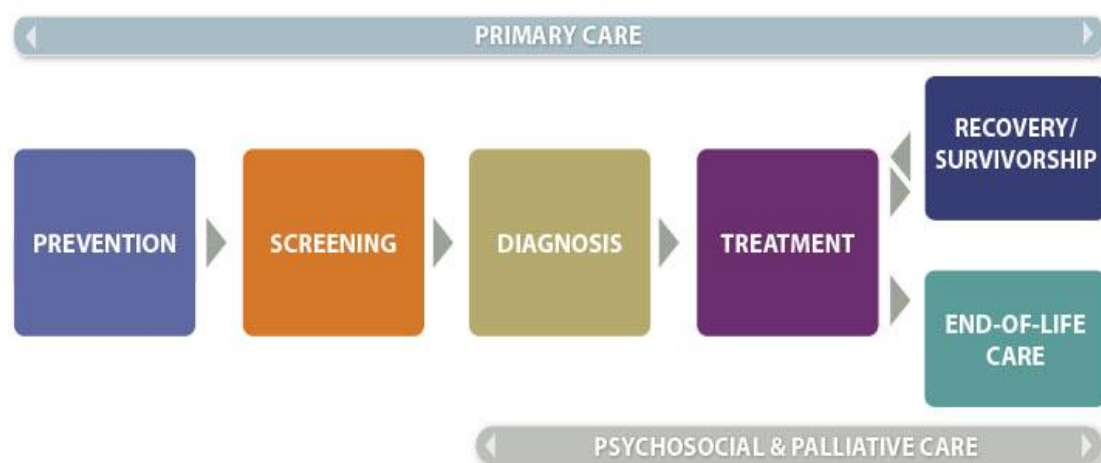 PRIMARY CARE
PREVENTION
SCREENING
DIAGNOSIS
TREATMENT
RECOVERY/
SURVIVORSHIP
END-OF-LIFE
CARE
PSYCHOSOCIAL & PALLIATIVE CARE